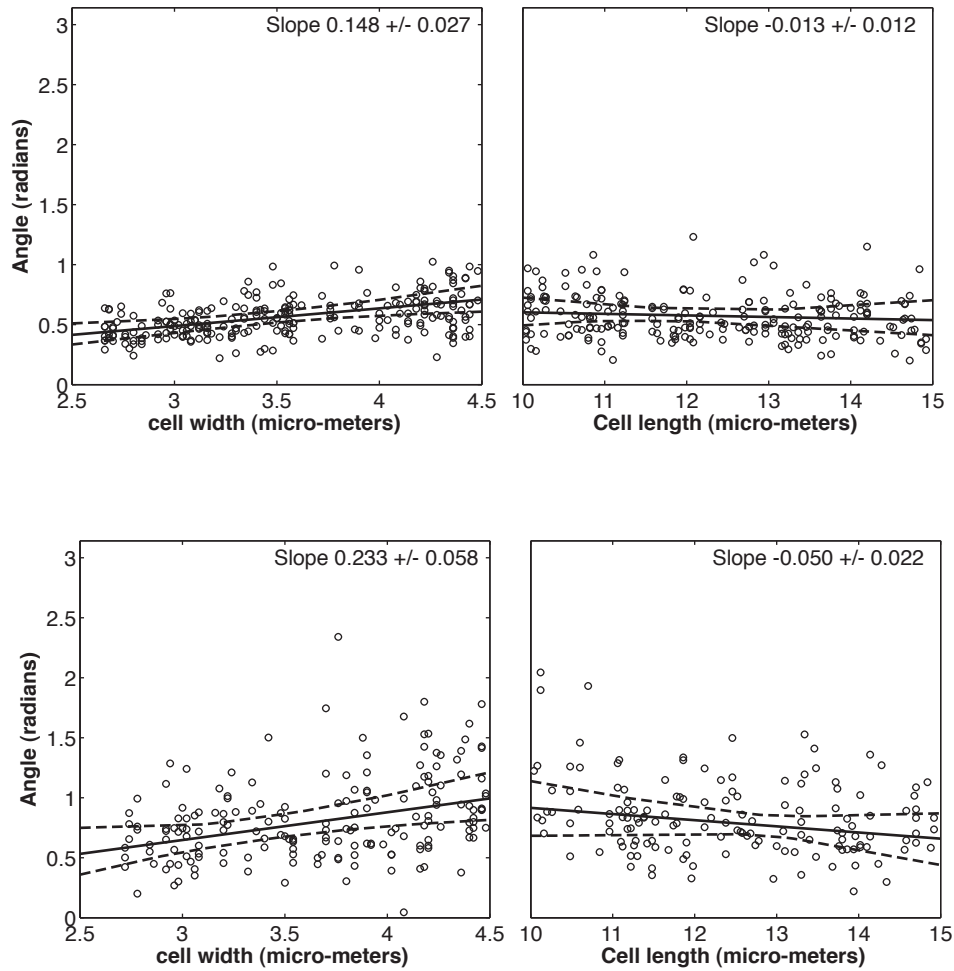 Slope 0.148 +/- 0.027
3
2.5
2
1.5
1
0.5
0
Angle (radians)
2.5 3 3.5 4 4.5
cell width (micro-meters)
Slope -0.013 +/- 0.012
10 11 12 13 14 15
Cell length (micro-meters)
Slope 0.233 +/- 0.058
3
2.5
2
1.5
1
0.5
0
Angle (radians)
2.5 3 3.5 4 4.5
cell width (micro-meters)
Slope -0.050 +/- 0.022
10 11 12 13 14 15
Cell length (micro-meters)